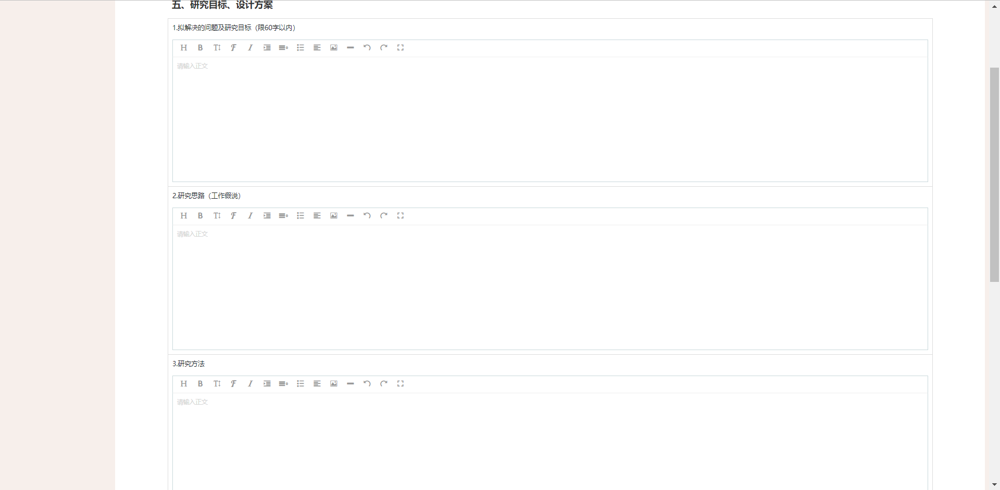 五、研究目标、设计方案
1.拟解决的问题及研究目标（限60字以内）
请输入正文
2.研究思路（工作假说）
请输入正文
3.研究方法
请输入正文